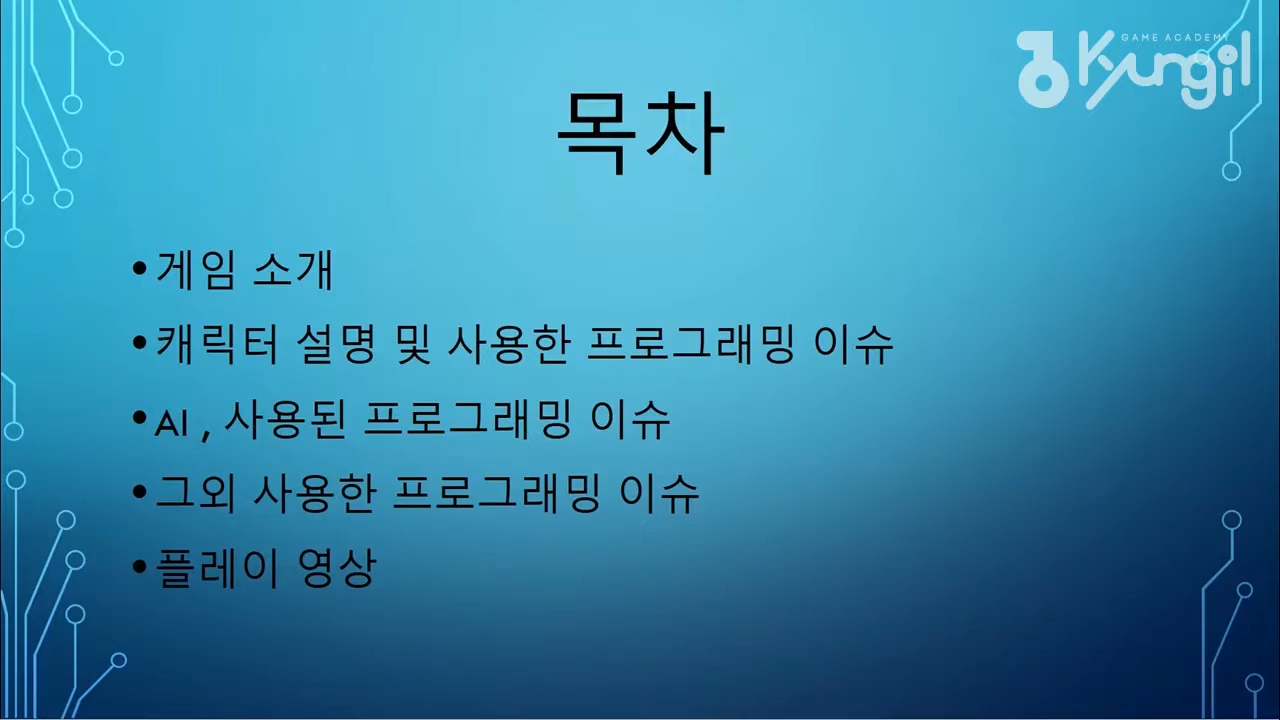 GAME ACADEMY
Kyungil
목차
•게임 소개
•캐릭터 설명 및 사용한 프로그래밍 이슈
•AI , 사용된 프로그래밍 이슈
•그외 사용한 프로그래밍 이슈
•플레이 영상